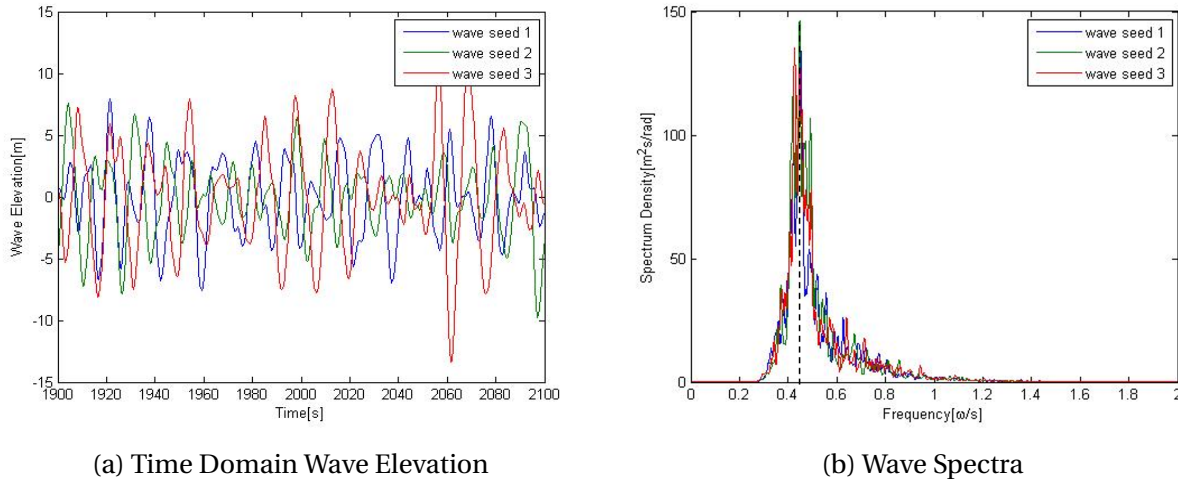 15
10
5
0
-5
-10
-15
1900 1920 1940 1960 1980 2000 2020 2040 2060 2080 2100
Wave Elevation[m]
Time[s]
wave seed 1
wave seed 2
wave seed 3
(a) Time Domain Wave Elevation
150
100
50
0
0 0.2 0.4 0.6 0.8 1 1.2 1.4 1.6 1.8 2
Spectrum Density[m²s/rad]
Frequency[ω/s]
wave seed 1
wave seed 2
wave seed 3
(b) Wave Spectra